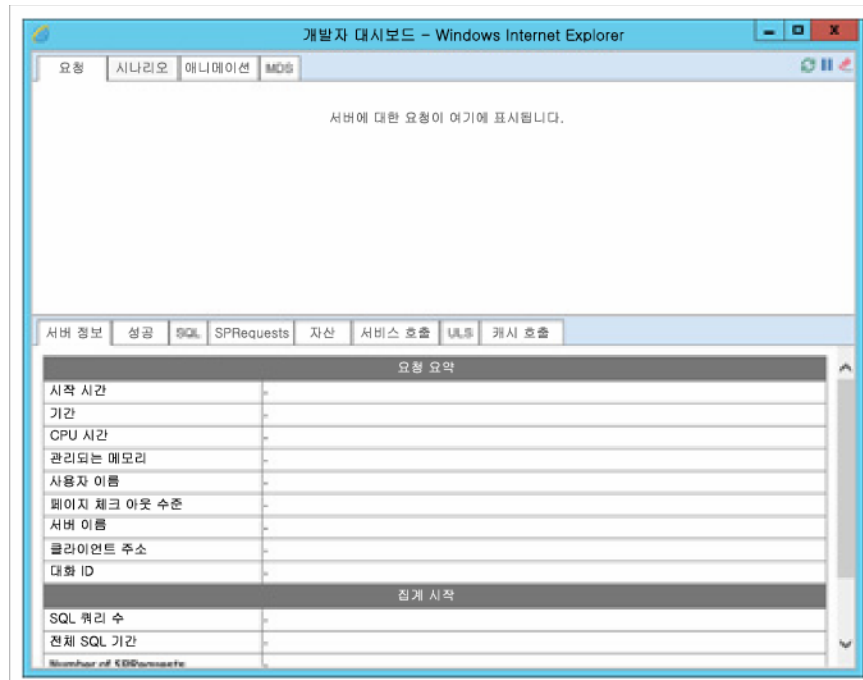 개발자 대시보드 - Windows Internet Explorer
요청 시나리오 애니메이션 MDS
서버에 대한 요청이 여기에 표시됩니다.
서버 정보 성공 SQL SPRequests 자산 서비스 호출 ULS 캐시 호출
요청 요약
시작 시간 -
기간 -
CPU 시간 -
관리되는 메모리 -
사용자 이름 -
페이지 체크 아웃 수준 -
서버 이름 -
클라이언트 주소 -
대화 ID -
집계 시작
SQL 쿼리 수 -
전체 SQL 기간 -
Number of SPRequests -